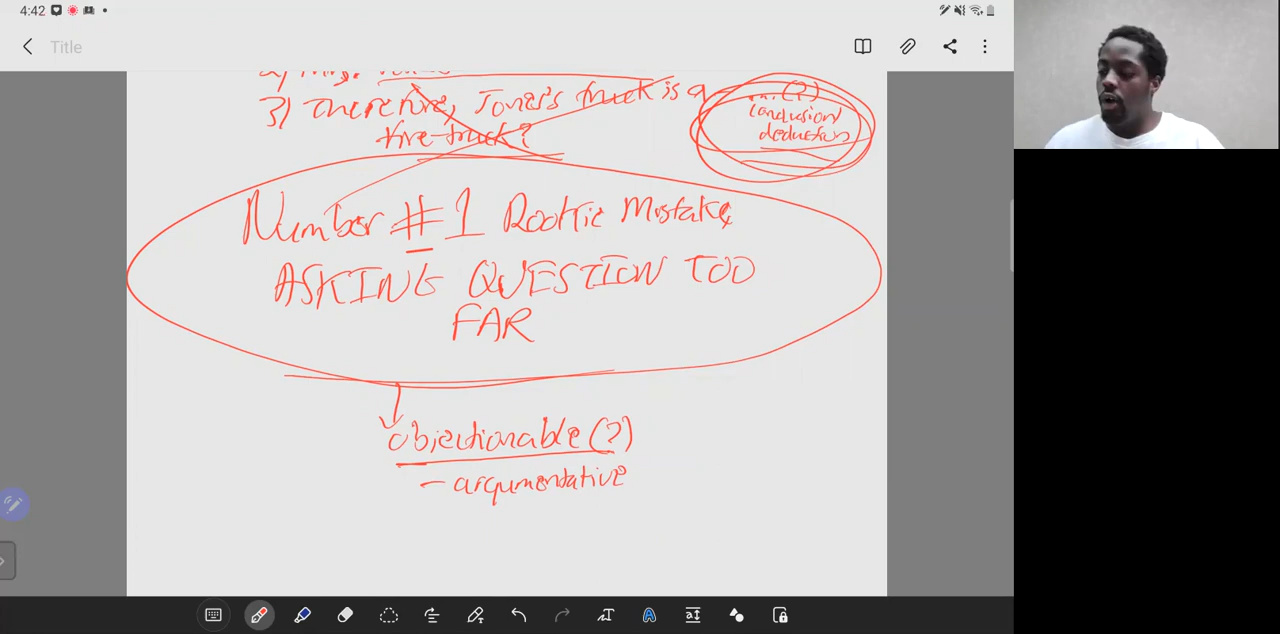 4:42
Title
3) Therefore, Jones's truck is a
fire-truck?
(?)
conclusion/
deduction
Number #1 Rookie Mistake,
ASKING QUESTION TOO
FAR
objectionable(?)
- argumentative